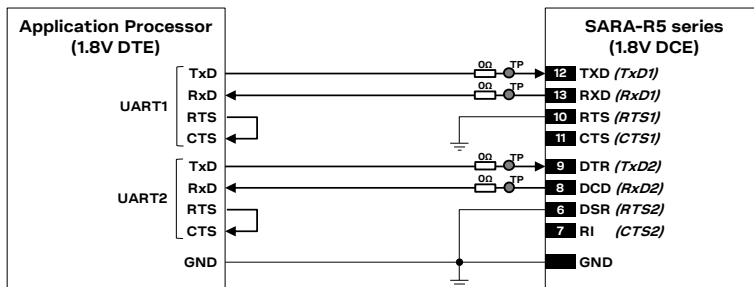 Application Processor
(1.8V DTE)
SARA-R5 series
(1.8V DCE)
UART1
TxD
0Ω
TP
12
TXD (TxD1)
RxD
0Ω
TP
13
RXD (RxD1)
RTS
10
RTS (RTS1)
CTS
11
CTS (CTS1)
UART2
TxD
0Ω
TP
9
DTR (TxD2)
RxD
0Ω
TP
8
DCD (RxD2)
RTS
6
DSR (RTS2)
CTS
7
RI (CTS2)
GND
GND